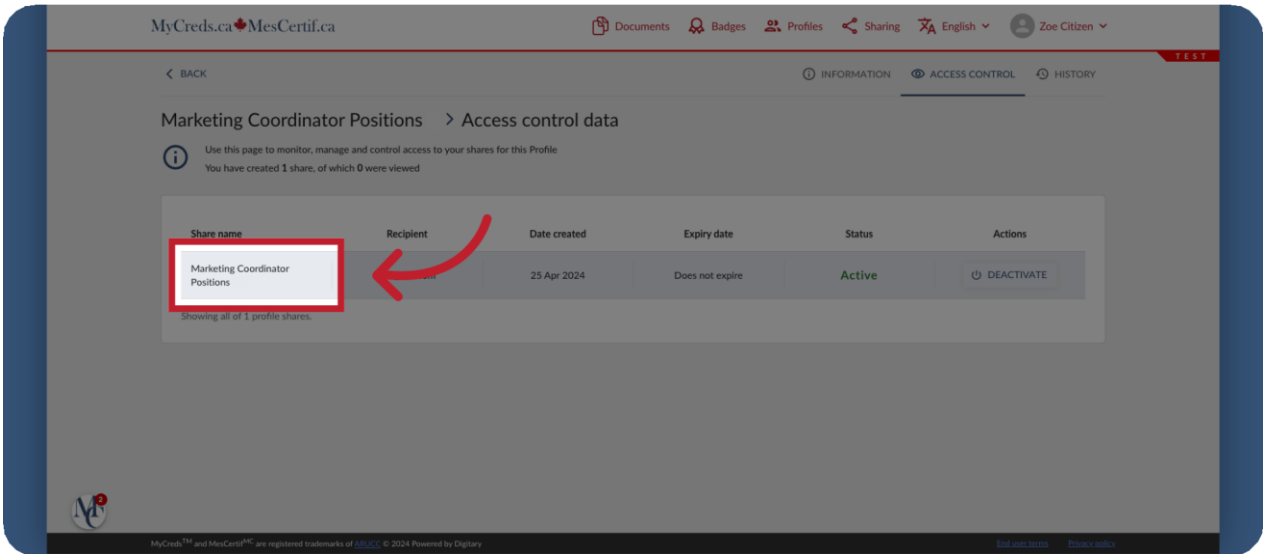 MyCreds.ca MesCertif.ca
Documents Badges Profiles Sharing English Zoe Citizen
TEST
BACK
INFORMATION ACCESS CONTROL HISTORY
Marketing Coordinator Positions > Access control data
Use this page to monitor, manage and control access to your shares for this Profile
You have created 1 share, of which 0 were viewed
Share name Recipient Date created Expiry date Status Actions
Marketing Coordinator
Positions
25 Apr 2024 Does not expire Active DEACTIVATE
Showing all of 1 profile shares.
2
MyCreds™ and MesCertifᴹᶜ are registered trademarks of ARUCC © 2024 Powered by Digitary
End user terms Privacy policy